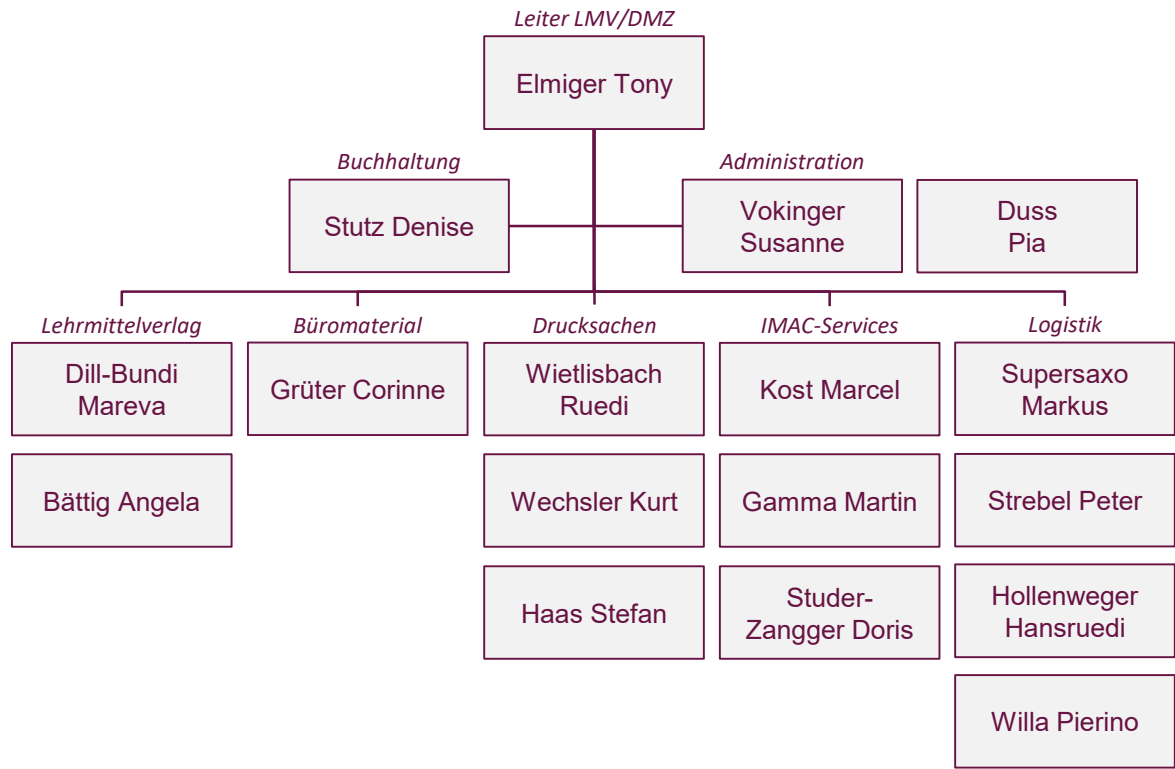 Leiter LMV/DMZ
Elmiger Tony
Buchhaltung
Stutz Denise
Administration
Vokinger
Susanne
Duss
Pia
Lehrmittelverlag
Dill-Bundi
Mareva
Bättig Angela
Büromaterial
Grüter Corinne
Drucksachen
Wietlisbach
Ruedi
Wechsler Kurt
Haas Stefan
IMAC-Services
Kost Marcel
Gamma Martin
Studer-
Zangger Doris
Logistik
Supersaxo
Markus
Strebel Peter
Hollenweger
Hansruedi
Willa Pierino